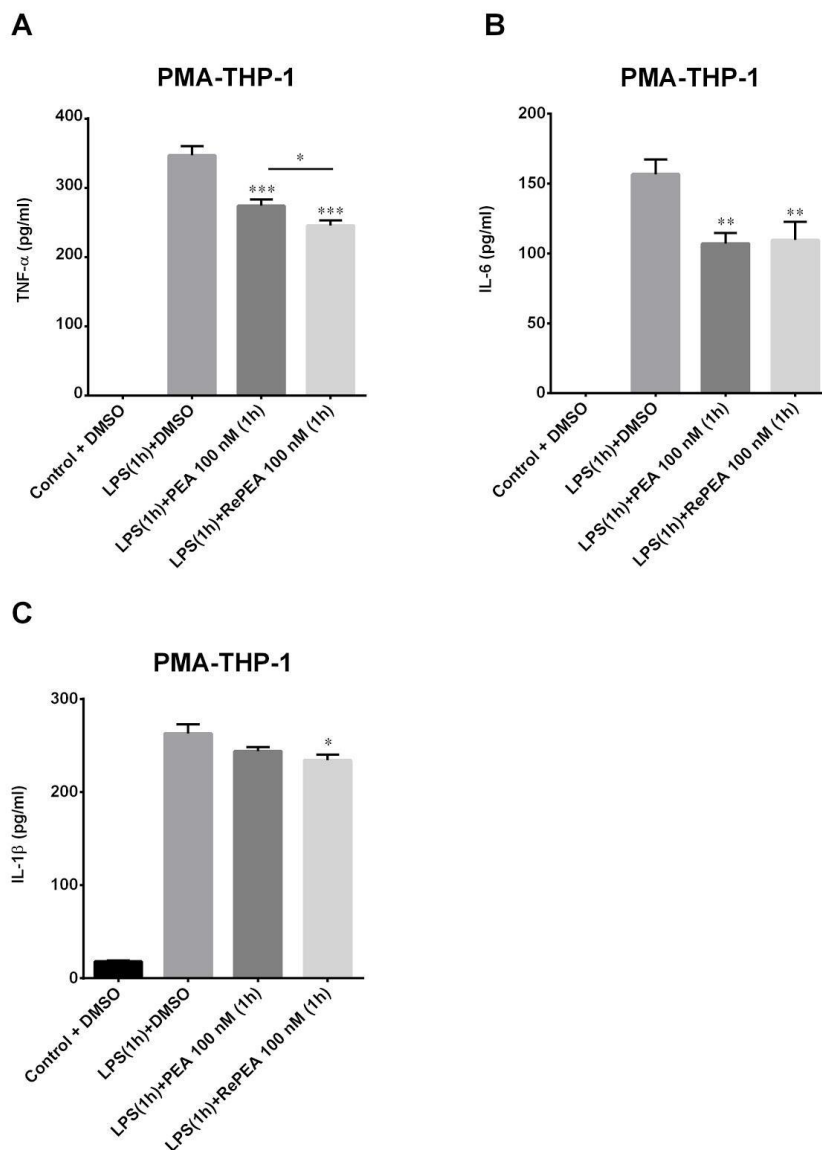 A
PMA-THP-1
TNF-α (pg/ml)
400
300
200
100
0
*
***
***
Control + DMSO
LPS(1h)+DMSO
LPS(1h)+PEA 100 nM (1h)
LPS(1h)+RePEA 100 nM (1h)
B
PMA-THP-1
IL-6 (pg/ml)
200
150
100
50
0
**
**
Control + DMSO
LPS(1h)+DMSO
LPS(1h)+PEA 100 nM (1h)
LPS(1h)+RePEA 100 nM (1h)
C
PMA-THP-1
IL-1β (pg/ml)
300
200
100
0
*
Control + DMSO
LPS(1h)+DMSO
LPS(1h)+PEA 100 nM (1h)
LPS(1h)+RePEA 100 nM (1h)